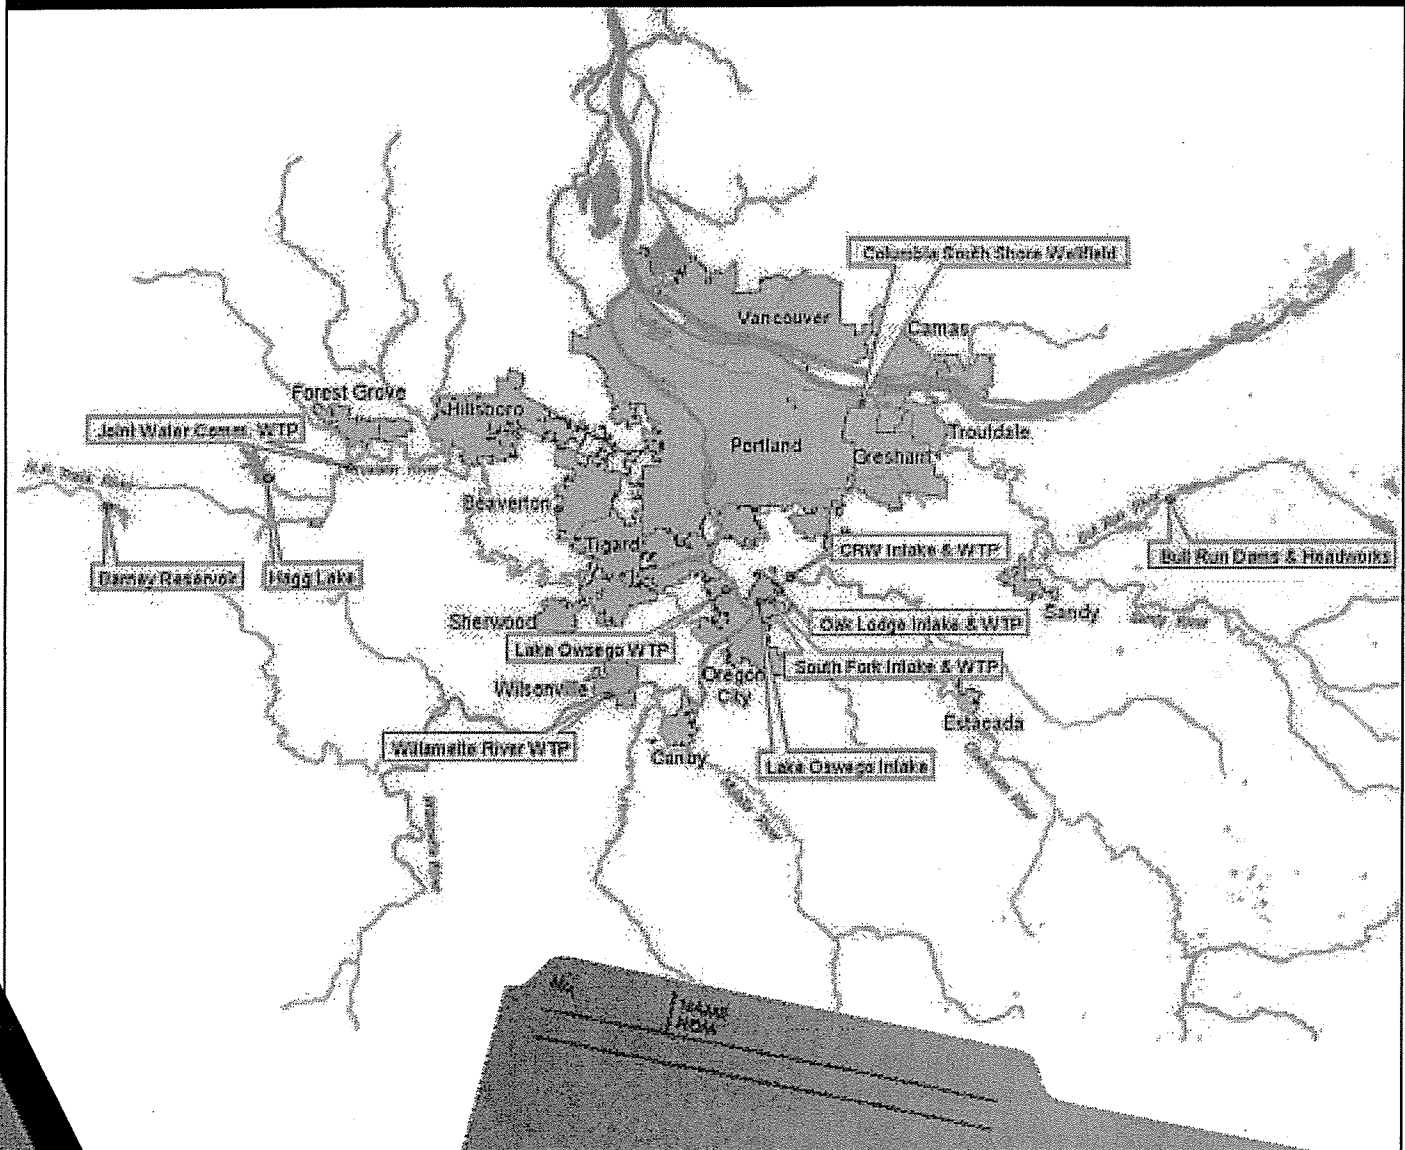 Columbia South Shore Wellfield
Vancouver
Camas
Forest Grove
Hillsboro
Joint Water Comm. WTP
Portland
Troutdale
Gresham
Beaverton
Tigard
CRW Intake & WTP
Bull Run Dams & Headworks
Barney Reservoir
Hagg Lake
Sherwood
Oak Lodge Intake & WTP
Sandy
Lake Owsego WTP
South Fork Intake & WTP
Wilsonville
Oregon
City
Estacada
Willamette River WTP
Canby
Lake Oswego Intake